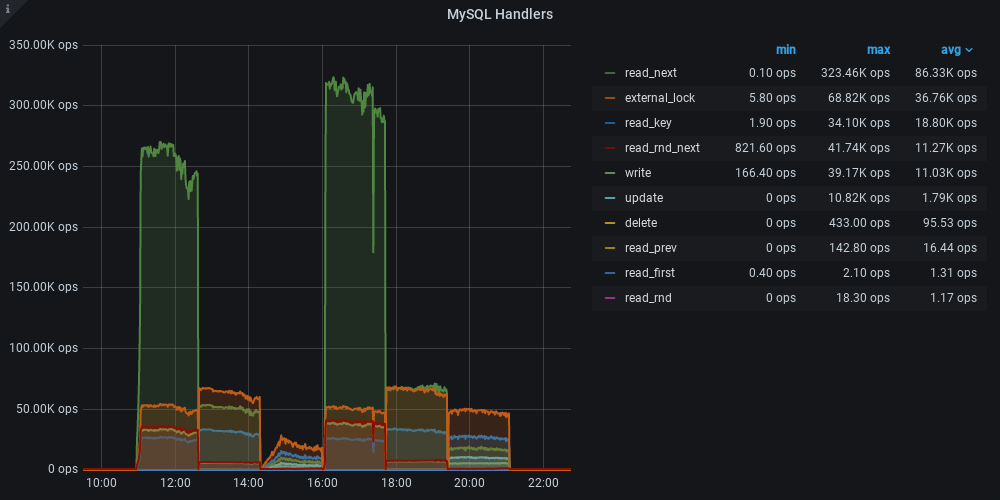 i
MySQL Handlers
350.00K ops
300.00K ops
250.00K ops
200.00K ops
150.00K ops
100.00K ops
50.00K ops
0 ops
10:00 12:00 14:00 16:00 18:00 20:00 22:00
min max avg
read_next 0.10 ops 323.46K ops 86.33K ops
external_lock 5.80 ops 68.82K ops 36.76K ops
read_key 1.90 ops 34.10K ops 18.80K ops
read_rnd_next 821.60 ops 41.74K ops 11.27K ops
write 166.40 ops 39.17K ops 11.03K ops
update 0 ops 10.82K ops 1.79K ops
delete 0 ops 433.00 ops 95.53 ops
read_prev 0 ops 142.80 ops 16.44 ops
read_first 0.40 ops 2.10 ops 1.31 ops
read_rnd 0 ops 18.30 ops 1.17 ops